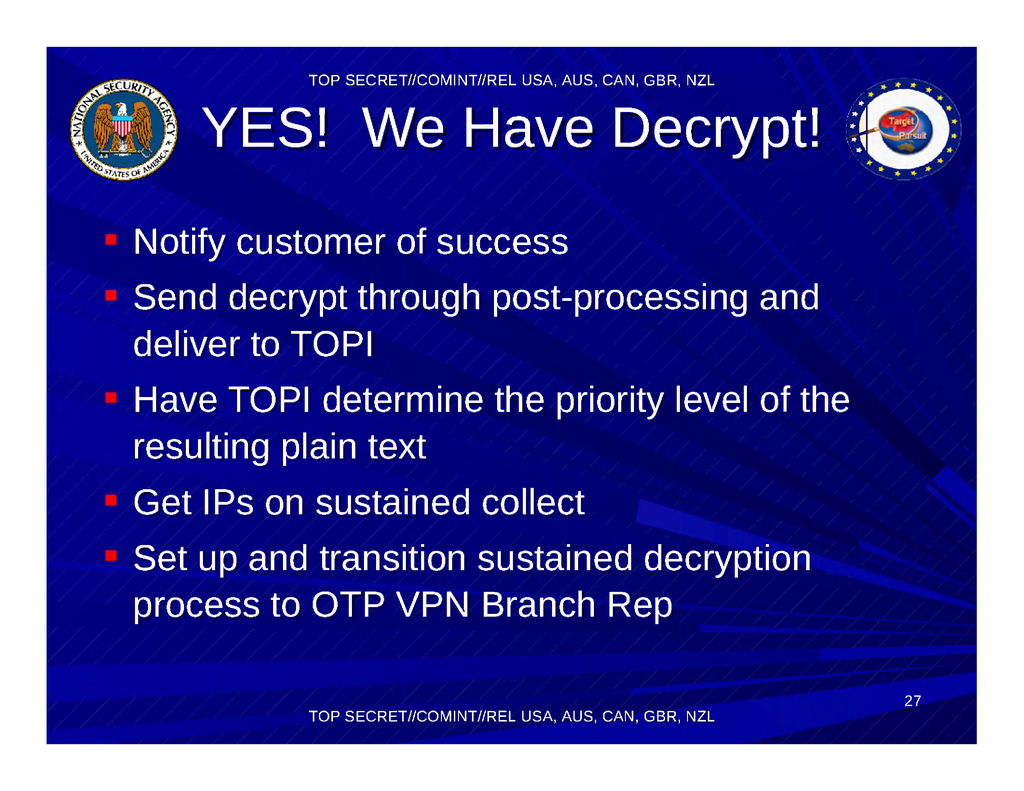 TOP SECRET//COMINT//REL USA, AUS, CAN, GBR, NZL
NATIONAL SECURITY AGENCY
UNITED STATES OF AMERICA
YES! We Have Decrypt!
Target
Pursuit
Notify customer of success
Send decrypt through post-processing and
deliver to TOPI
Have TOPI determine the priority level of the
resulting plain text
Get IPs on sustained collect
Set up and transition sustained decryption
process to OTP VPN Branch Rep
27
TOP SECRET//COMINT//REL USA, AUS, CAN, GBR, NZL